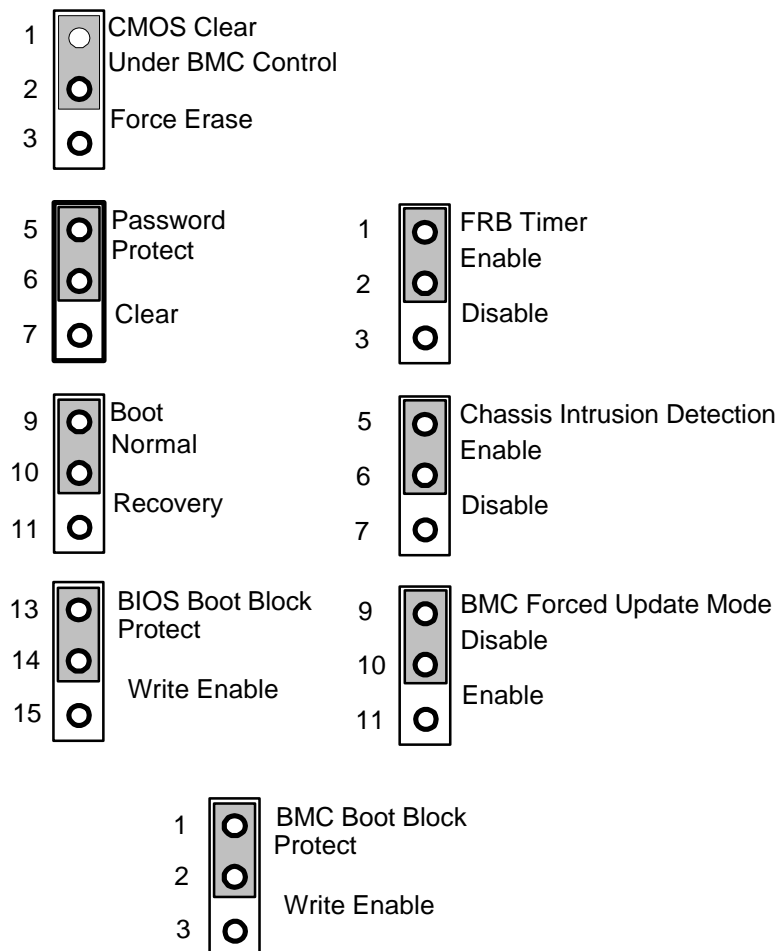 1 CMOS Clear
Under BMC Control
2
Force Erase
3
5 Password
Protect
6
Clear
7
9 Boot
Normal
10
Recovery
11
13 BIOS Boot Block
Protect
14
Write Enable
15
1 FRB Timer
Enable
2
Disable
3
5 Chassis Intrusion Detection
Enable
6
Disable
7
9 BMC Forced Update Mode
Disable
10
Enable
11
1 BMC Boot Block
Protect
2
Write Enable
3